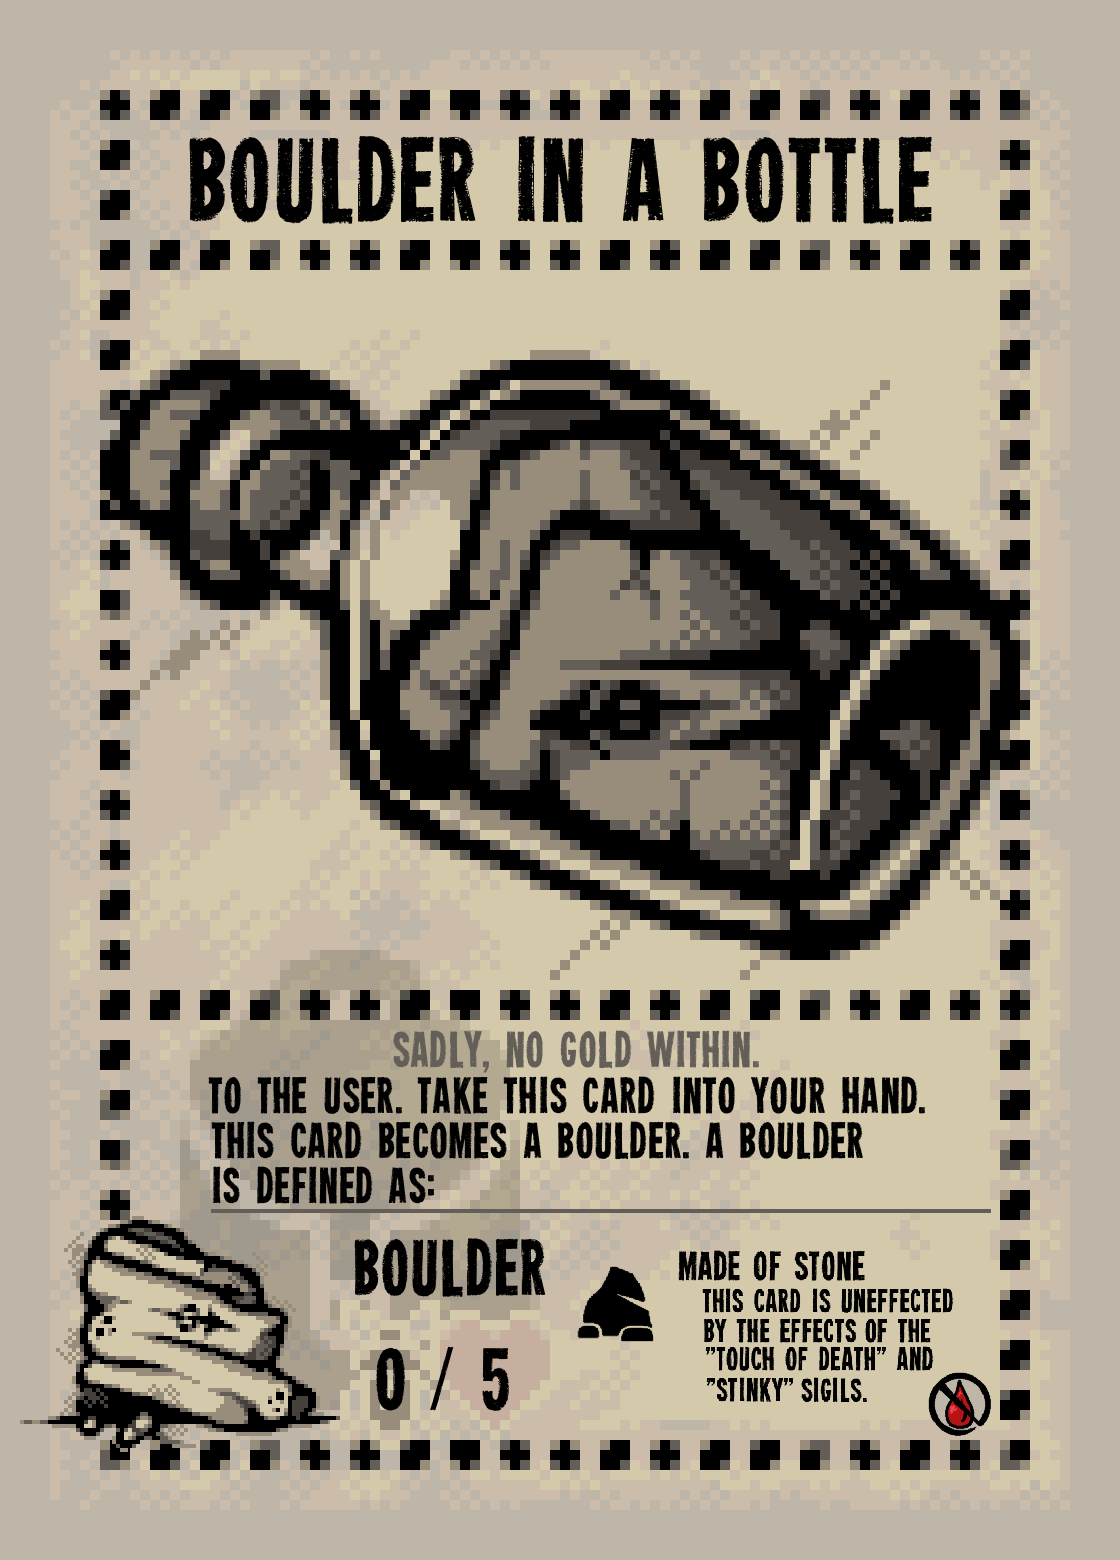 BOULDER IN A BOTTLE
SADLY, NO GOLD WITHIN.
TO THE USER. TAKE THIS CARD INTO YOUR HAND.
THIS CARD BECOMES A BOULDER. A BOULDER
IS DEFINED AS:
BOULDER
0 / 5
MADE OF STONE
THIS CARD IS UNEFFECTED
BY THE EFFECTS OF THE
"TOUCH OF DEATH" AND
"STINKY" SIGILS.